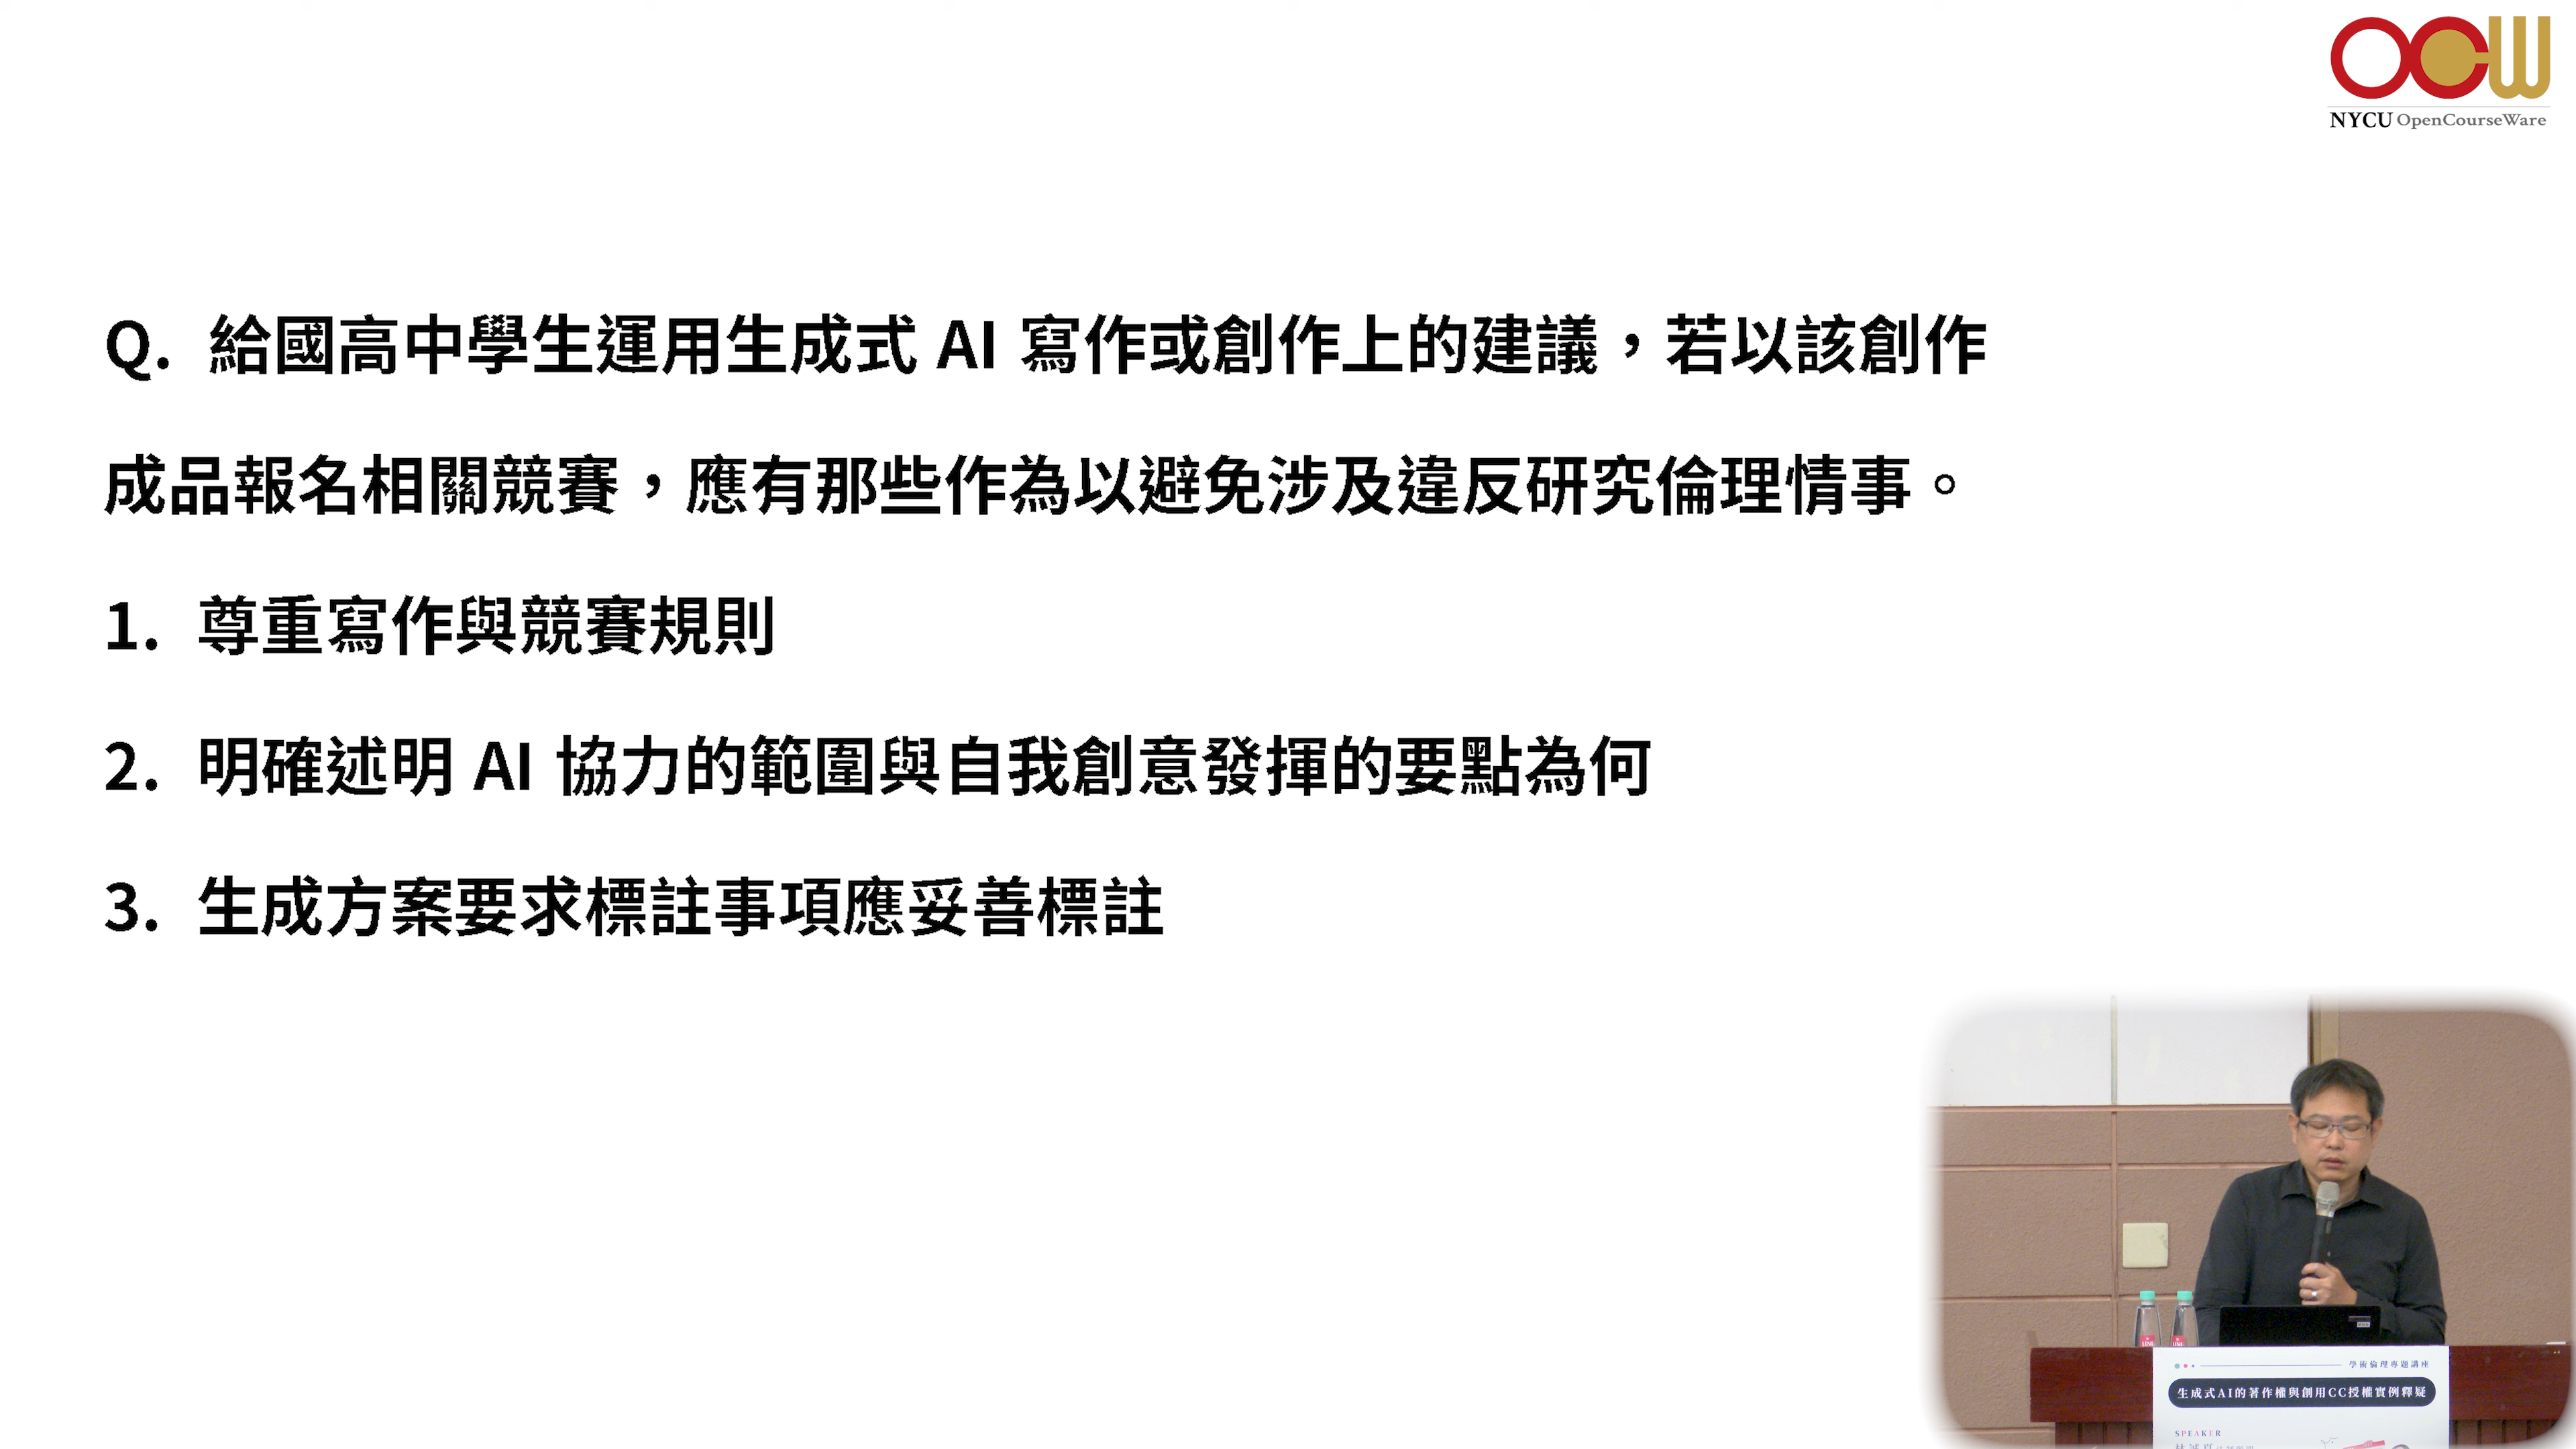 OCW
NYCU OpenCourseWare
Q. 給國高中學生運用生成式 AI 寫作或創作上的建議，若以該創作
成品報名相關競賽，應有那些作為以避免涉及違反研究倫理情事。
1. 尊重寫作與競賽規則
2. 明確述明 AI 協力的範圍與自我創意發揮的要點為何
3. 生成方案要求標註事項應妥善標註
學術倫理專題講座
生成式AI的著作權與創用CC授權實例釋疑
SPEAKER